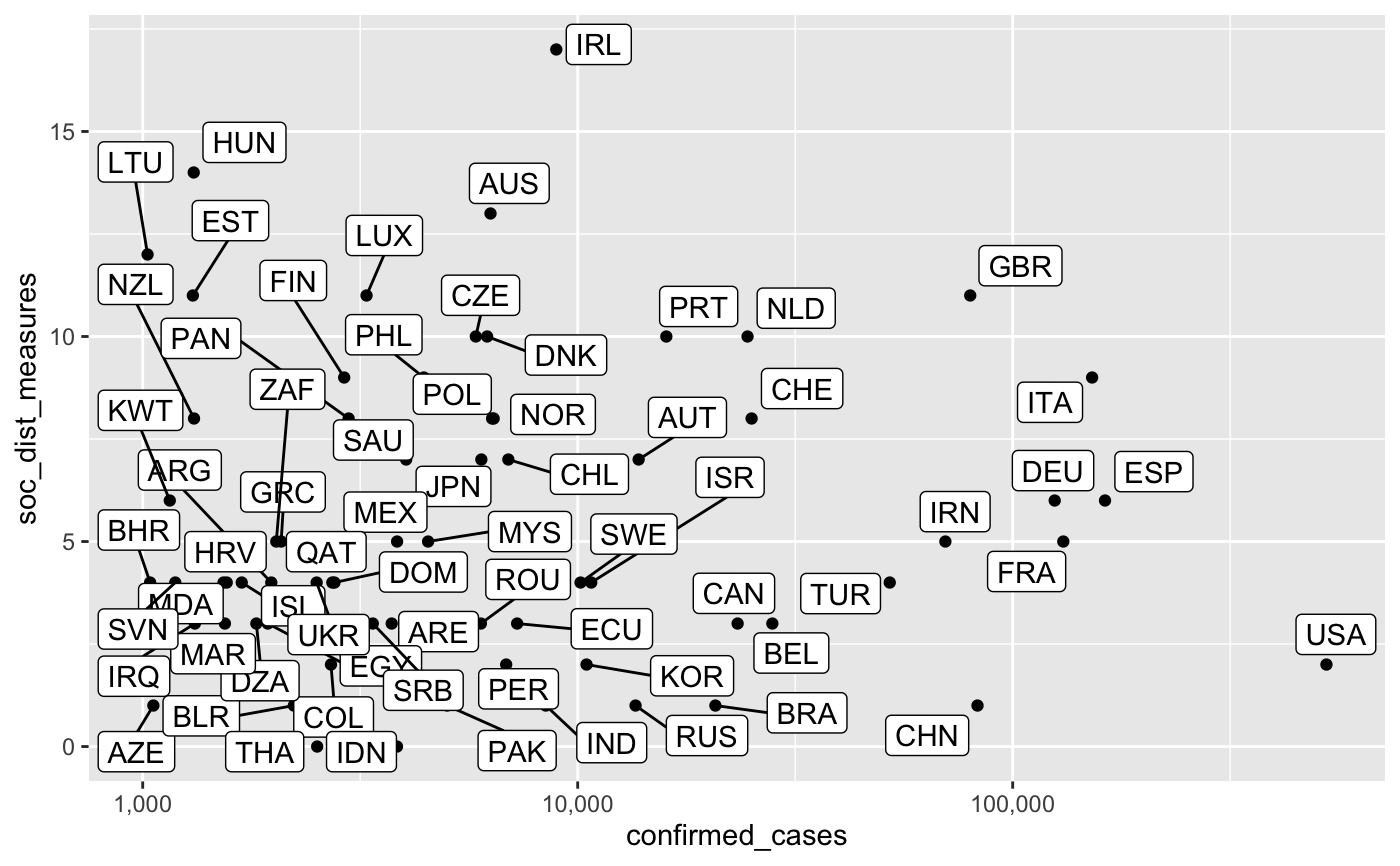 IRL
15
HUN
LTU
AUS
EST
LUX
GBR
NZL
FIN
CZE
PRT
NLD
10
PAN
PHL
DNK
ZAF
POL
CHE
ITA
KWT
NOR
AUT
SAU
ARG
CHL
ISR
DEU
ESP
GRC
JPN
MEX
IRN
BHR
MYS
SWE
5
HRV
QAT
DOM
ROU
FRA
CAN
TUR
MDA
ISL
SVN
UKR
ARE
ECU
USA
MAR
BEL
EGY
IRQ
DZA
SRB
PER
KOR
BLR
COL
BRA
RUS
CHN
IND
0
AZE
THA
IDN
PAK
1,000
10,000
100,000
confirmed_cases
soc_dist_measures